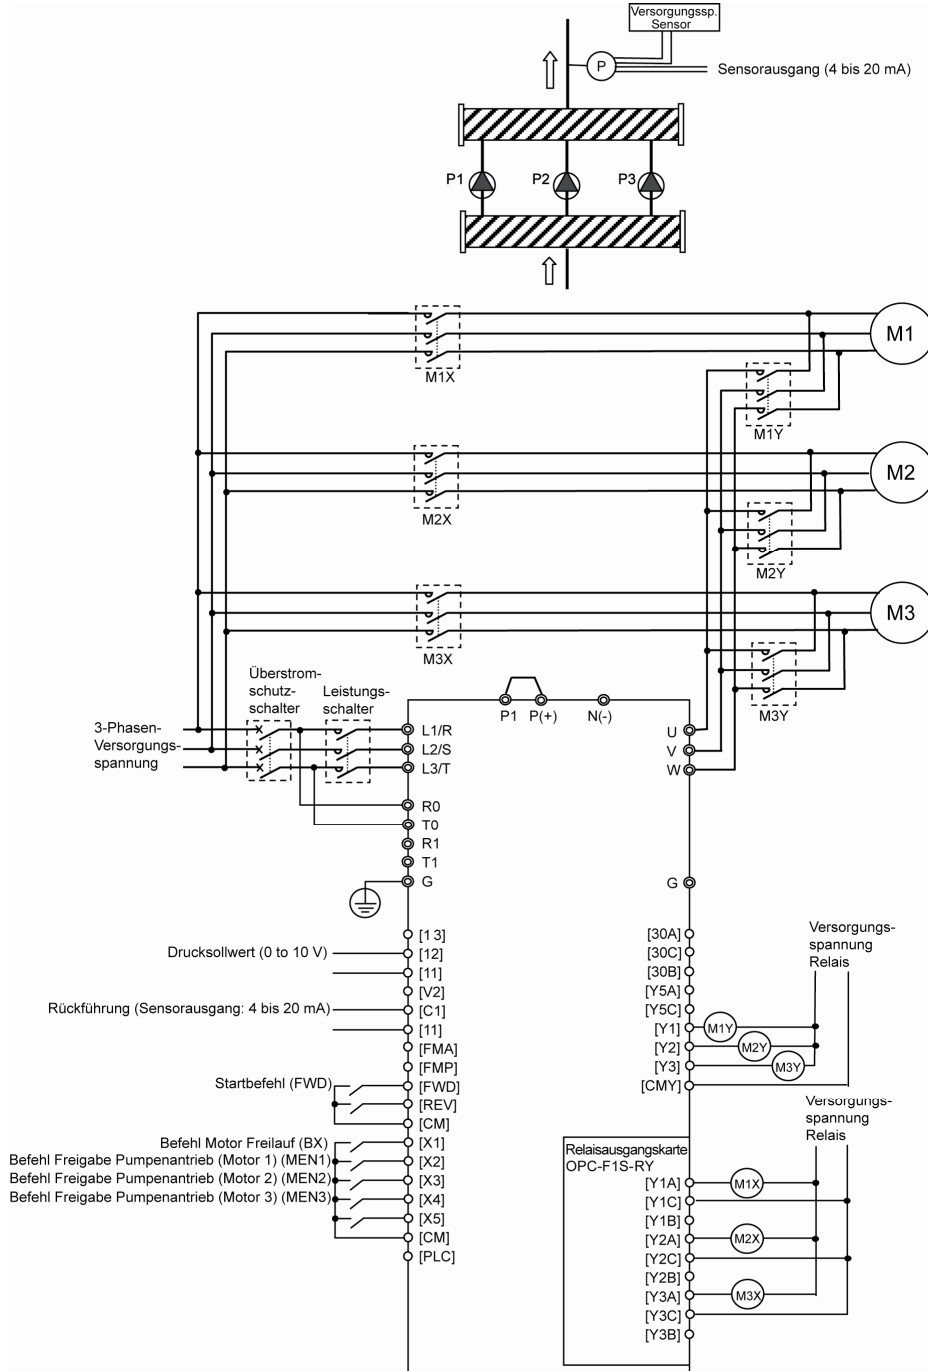 Versorgungssp.
Sensor
P
Sensorausgang (4 bis 20 mA)
P1
P2
P3
M1
M1X
M1Y
M2
M2X
M2Y
M3
M3X
M3Y
Überstrom-
schutz-
schalter
Leistungs-
schalter
3-Phasen-
Versorgungs-
spannung
P1
P(+)
N(-)
L1/R
L2/S
L3/T
R0
T0
R1
T1
G
U
V
W
G
Drucksollwert (0 to 10 V)
Rückführung (Sensorausgang: 4 bis 20 mA)
Startbefehl (FWD)
Befehl Motor Freilauf (BX)
Befehl Freigabe Pumpenantrieb (Motor 1) (MEN1)
Befehl Freigabe Pumpenantrieb (Motor 2) (MEN2)
Befehl Freigabe Pumpenantrieb (Motor 3) (MEN3)
[13]
[12]
[11]
[V2]
[C1]
[11]
[FMA]
[FMP]
[FWD]
[REV]
[CM]
[X1]
[X2]
[X3]
[X4]
[X5]
[CM]
[PLC]
[30A]
[30C]
[30B]
[Y5A]
[Y5C]
[Y1]
[Y2]
[Y3]
[CMY]
M1Y
M2Y
M3Y
Versorgungs-
spannung
Relais
Versorgungs-
spannung
Relais
Relaisausgangskarte
OPC-F1S-RY
[Y1A]
[Y1C]
[Y1B]
[Y2A]
[Y2C]
[Y2B]
[Y3A]
[Y3C]
[Y3B]
M1X
M2X
M3X